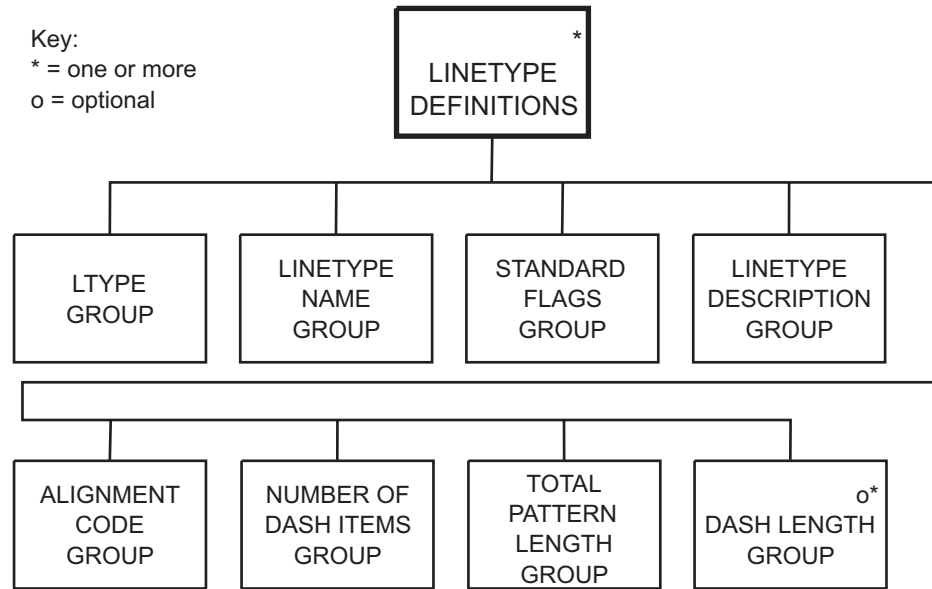 Key:
* = one or more
o = optional
*
LINETYPE
DEFINITIONS
LTYPE
GROUP
LINETYPE
NAME
GROUP
STANDARD
FLAGS
GROUP
LINETYPE
DESCRIPTION
GROUP
ALIGNMENT
CODE
GROUP
NUMBER OF
DASH ITEMS
GROUP
TOTAL
PATTERN
LENGTH
GROUP
o*
DASH LENGTH
GROUP